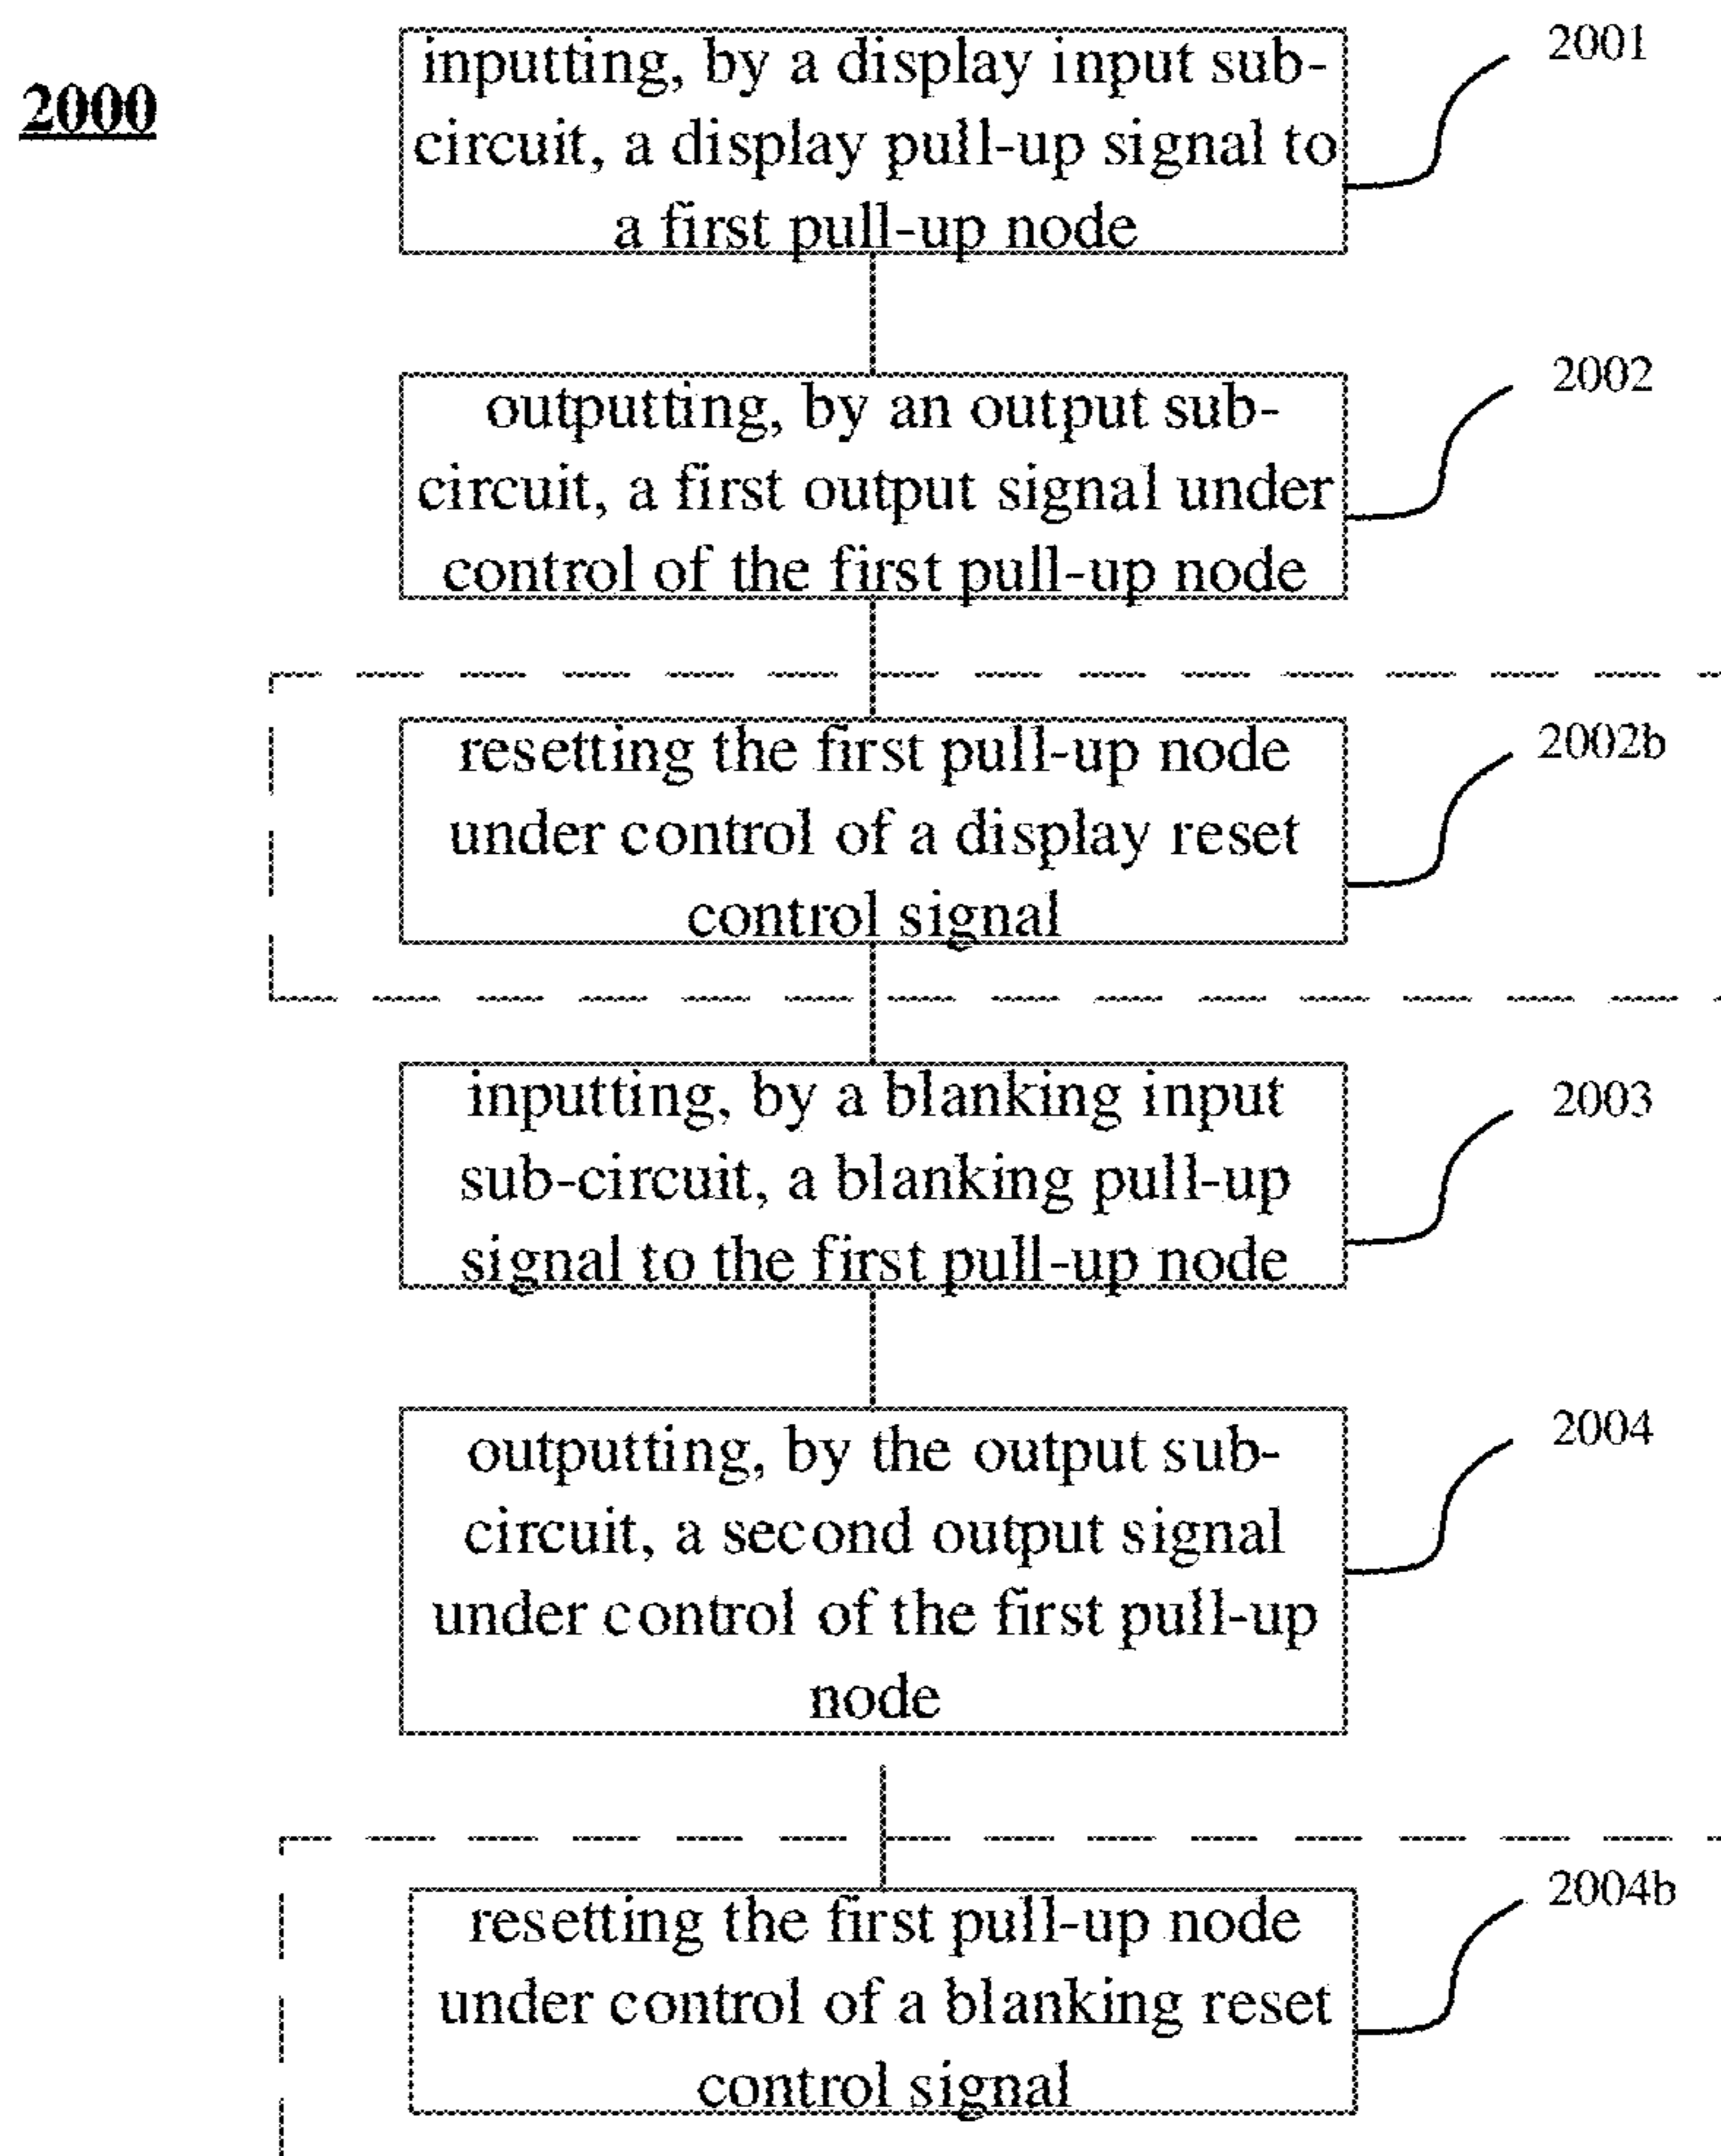 2000
inputting, by a display input sub-
circuit, a display pull-up signal to
a first pull-up node
2001
outputting, by an output sub-
circuit, a first output signal under
control of the first pull-up node
2002
resetting the first pull-up node
under control of a display reset
control signal
2002b
inputting, by a blanking input
sub-circuit, a blanking pull-up
signal to the first pull-up node
2003
outputting, by the output sub-
circuit, a second output signal
under control of the first pull-up
node
2004
resetting the first pull-up node
under control of a blanking reset
control signal
2004b